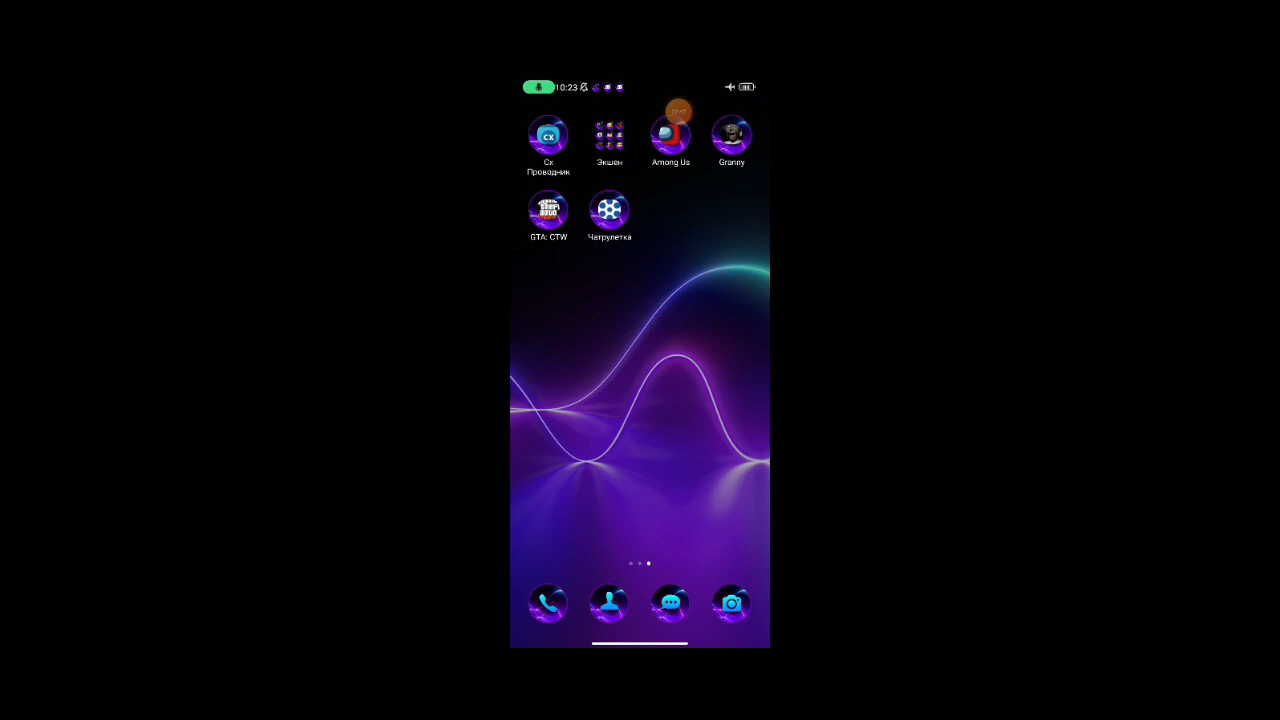 10:23
Cx
Проводник
Экшен
Among Us
Granny
GTA: CTW
Чатрулетка